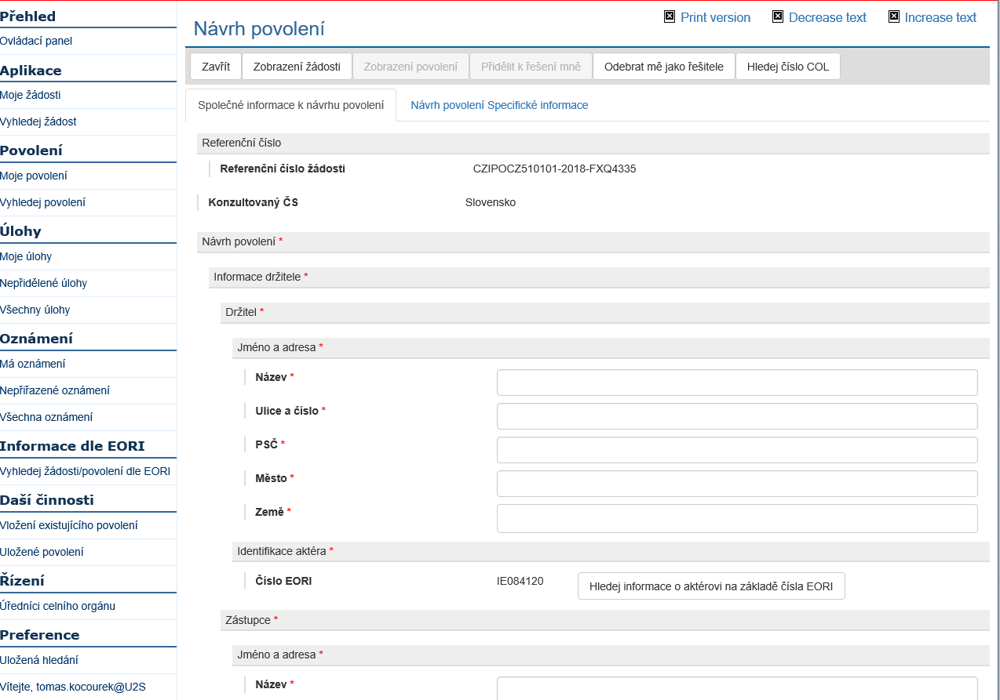 Přehled
Ovládací panel
Aplikace
Moje žádosti
Vyhledej žádost
Povolení
Moje povolení
Vyhledej povolení
Úlohy
Moje úlohy
Nepřidělené úlohy
Všechny úlohy
Oznámení
Má oznámení
Nepřiřazené oznámení
Všechna oznámení
Informace dle EORI
Vyhledej žádosti/povolení dle EORI
Daší činnosti
Vložení existujícího povolení
Uložené povolení
Řízení
Úředníci celního orgánu
Preference
Uložená hledání
Vítejte, tomas.kocourek@U2S
Print version Decrease text Increase text
Návrh povolení
Zavřít Zobrazení žádosti Zobrazení povolení Přidělit k řešení mně Odebrat mě jako řešitele Hledej číslo COL
Společné informace k návrhu povolení Návrh povolení Specifické informace
Referenční číslo
Referenční číslo žádosti CZIPOCZ510101-2018-FXQ4335
Konzultovaný ČS Slovensko
Návrh povolení *
Informace držitele *
Držitel *
Jméno a adresa *
Název *
Ulice a číslo *
PSČ *
Město *
Země *
Identifikace aktéra *
Číslo EORI IE084120 Hledej informace o aktérovi na základě čísla EORI
Zástupce *
Jméno a adresa *
Název *